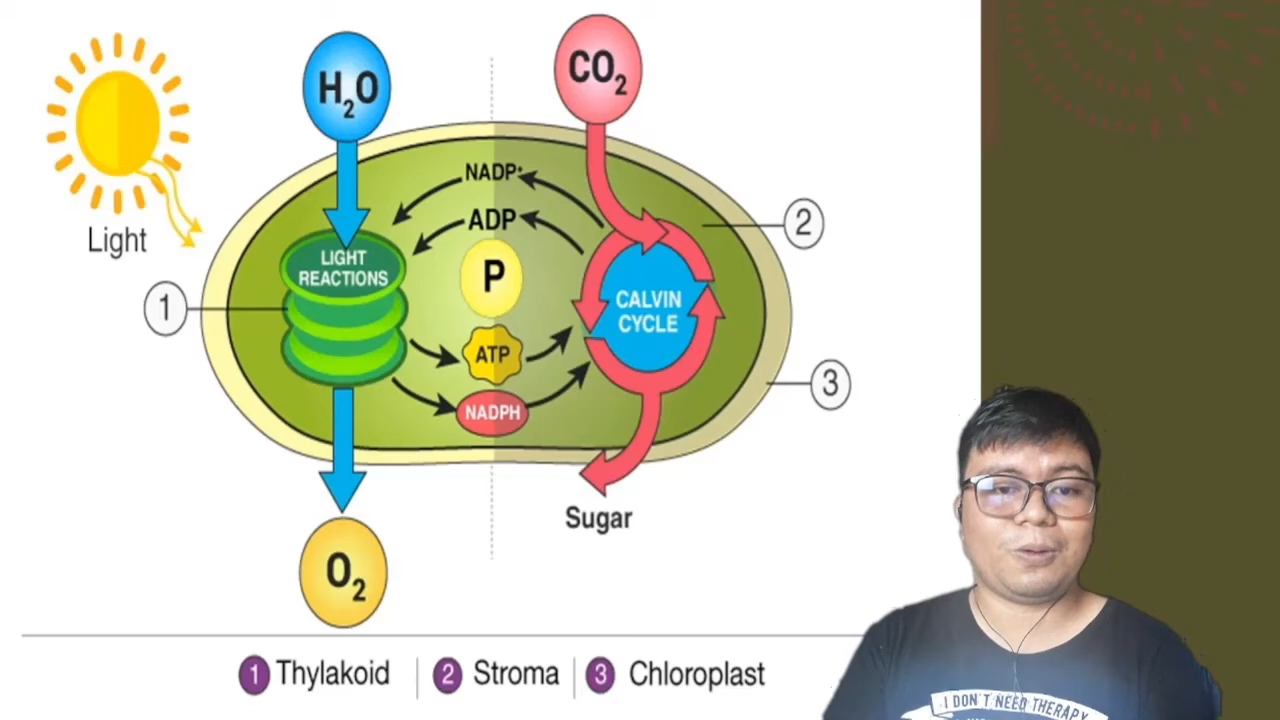 H₂O
CO₂
Light
NADP⁺
ADP
P
ATP
NADPH
LIGHT
REACTIONS
CALVIN
CYCLE
1
2
3
Sugar
O₂
1 Thylakoid
2 Stroma
3 Chloroplast
I DON'T NEED THERAPY